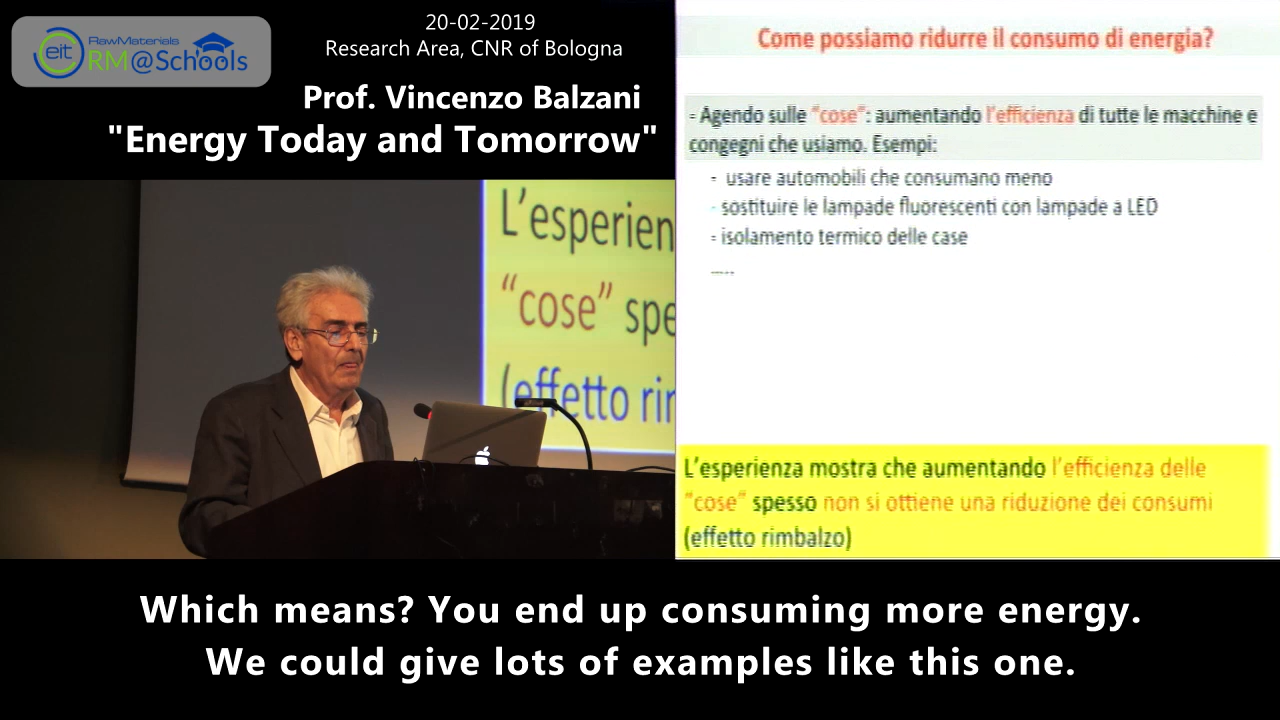 eit RawMaterials
RM@Schools
20-02-2019
Research Area, CNR of Bologna
Prof. Vincenzo Balzani
"Energy Today and Tomorrow"
L'esperien
"cose" spe
(effetto rim
Come possiamo ridurre il consumo di energia?
- Agendo sulle "cose": aumentando l'efficienza di tutte le macchine e
congegni che usiamo. Esempi:
- usare automobili che consumano meno
- sostituire le lampade fluorescenti con lampade a LED
- isolamento termico delle case
.....
L'esperienza mostra che aumentando l'efficienza delle
"cose" spesso non si ottiene una riduzione dei consumi
(effetto rimbalzo)
Which means? You end up consuming more energy.
We could give lots of examples like this one.